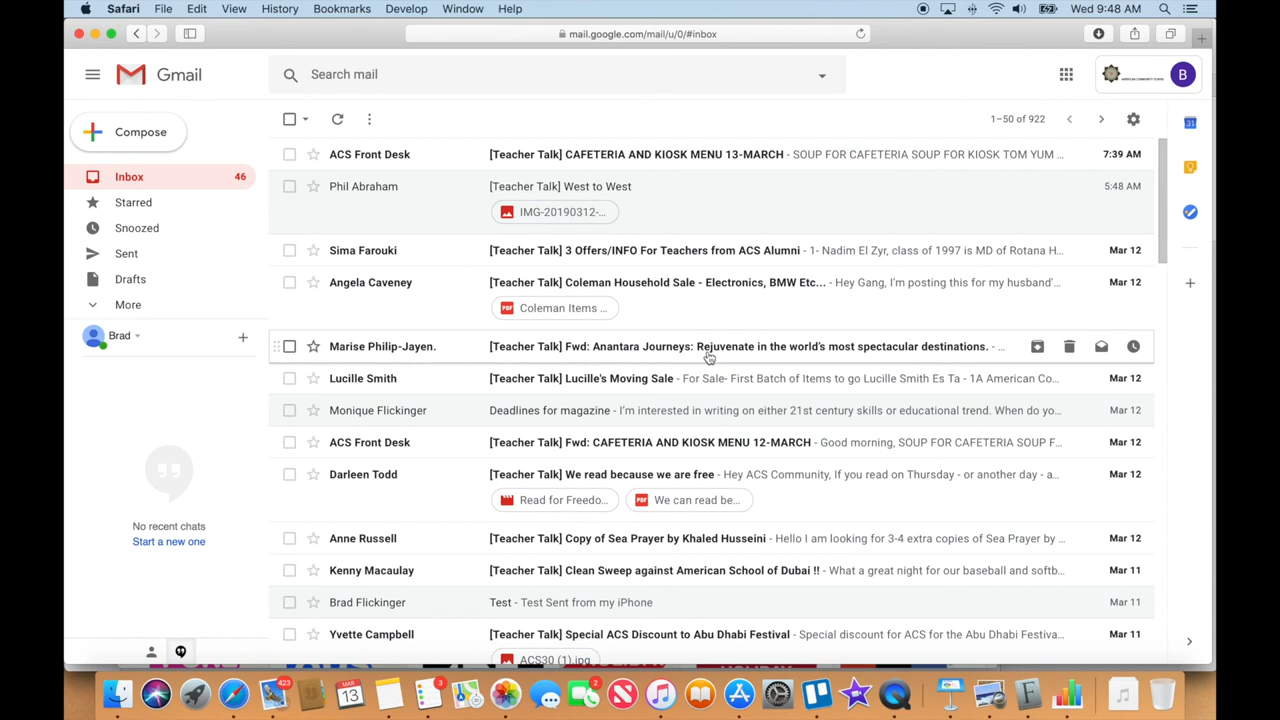 Safari File Edit View History Bookmarks Develop Window Help Wed 9:48 AM
mail.google.com/mail/u/0/#inbox
Gmail Search mail B
Compose 1–50 of 922
Inbox 46
Starred
Snoozed
Sent
Drafts
More
Brad
No recent chats
Start a new one
ACS Front Desk [Teacher Talk] CAFETERIA AND KIOSK MENU 13-MARCH - SOUP FOR CAFETERIA SOUP FOR KIOSK TOM YUM ... 7:39 AM
Phil Abraham [Teacher Talk] West to West 5:48 AM
IMG-20190312-...
Sima Farouki [Teacher Talk] 3 Offers/INFO For Teachers from ACS Alumni - 1- Nadim El Zyr, class of 1997 is MD of Rotana H... Mar 12
Angela Caveney [Teacher Talk] Coleman Household Sale - Electronics, BMW Etc... - Hey Gang, I'm posting this for my husband'... Mar 12
PDF Coleman Items ...
Marise Philip-Jayen. [Teacher Talk] Fwd: Anantara Journeys: Rejuvenate in the world's most spectacular destinations. - ...
Lucille Smith [Teacher Talk] Lucille's Moving Sale - For Sale- First Batch of Items to go Lucille Smith Es Ta - 1A American Co... Mar 12
Monique Flickinger Deadlines for magazine - I'm interested in writing on either 21st century skills or educational trend. When do yo... Mar 12
ACS Front Desk [Teacher Talk] Fwd: CAFETERIA AND KIOSK MENU 12-MARCH - Good morning, SOUP FOR CAFETERIA SOUP F... Mar 12
Darleen Todd [Teacher Talk] We read because we are free - Hey ACS Community, If you read on Thursday - or another day - a... Mar 12
Read for Freedo... PDF We can read be...
Anne Russell [Teacher Talk] Copy of Sea Prayer by Khaled Husseini - Hello I am looking for 3-4 extra copies of Sea Prayer by ... Mar 12
Kenny Macaulay [Teacher Talk] Clean Sweep against American School of Dubai !! - What a great night for our baseball and softb... Mar 11
Brad Flickinger Test - Test Sent from my iPhone Mar 11
Yvette Campbell [Teacher Talk] Special ACS Discount to Abu Dhabi Festival - Special discount for ACS for the Abu Dhabi Festiva... Mar 11
ACS30 (1).jpg
423 MAR 13 3 2